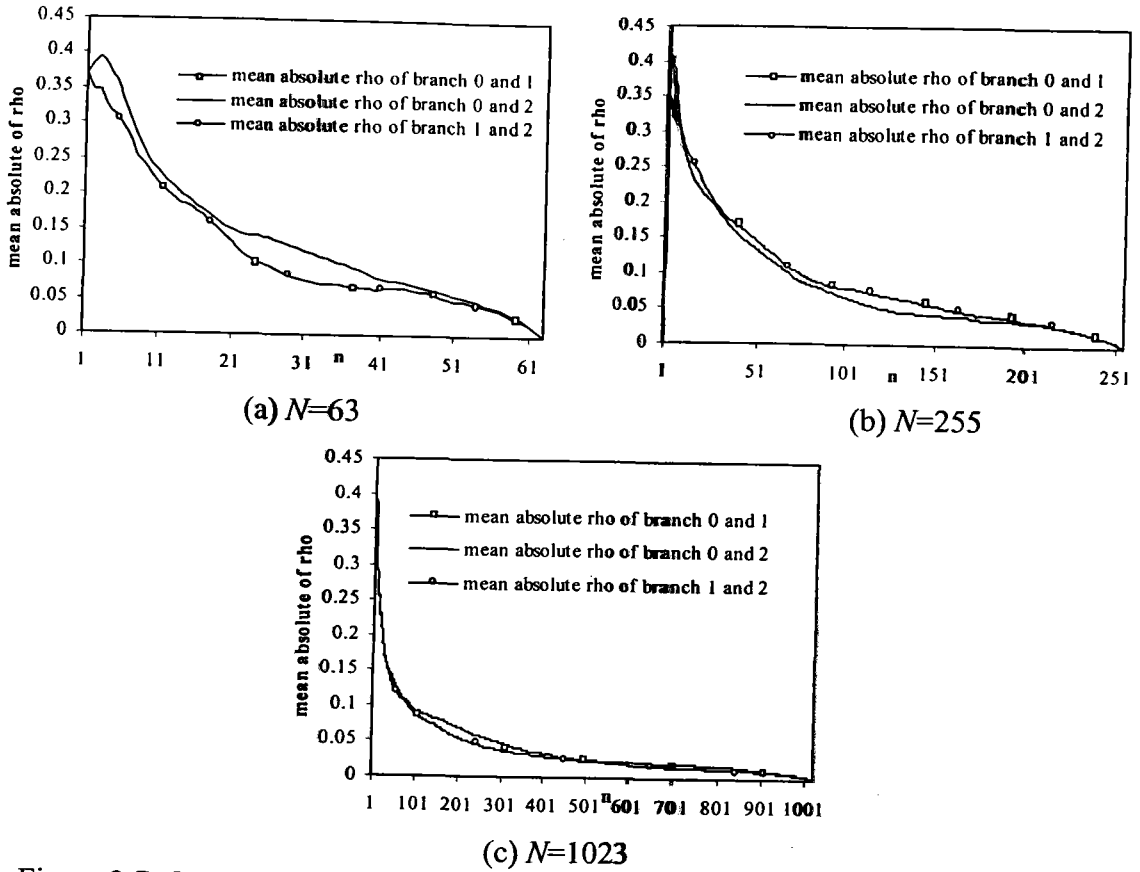 0.45
0.4
0.35
0.3
0.25
0.2
0.15
0.1
0.05
0
mean absolute of rho
mean absolute rho of branch 0 and 1
mean absolute rho of branch 0 and 2
mean absolute rho of branch 1 and 2
1 11 21 31 n 41 51 61
(a) N=63
0.45
0.4
0.35
0.3
0.25
0.2
0.15
0.1
0.05
0
mean absolute of rho
mean absolute rho of branch 0 and 1
mean absolute rho of branch 0 and 2
mean absolute rho of branch 1 and 2
1 51 101 n 151 201 251
(b) N=255
0.45
0.4
0.35
0.3
0.25
0.2
0.15
0.1
0.05
0
mean absolute of rho
mean absolute rho of branch 0 and 1
mean absolute rho of branch 0 and 2
mean absolute rho of branch 1 and 2
1 101 201 301 401 501 n 601 701 801 901 1001
(c) N=1023